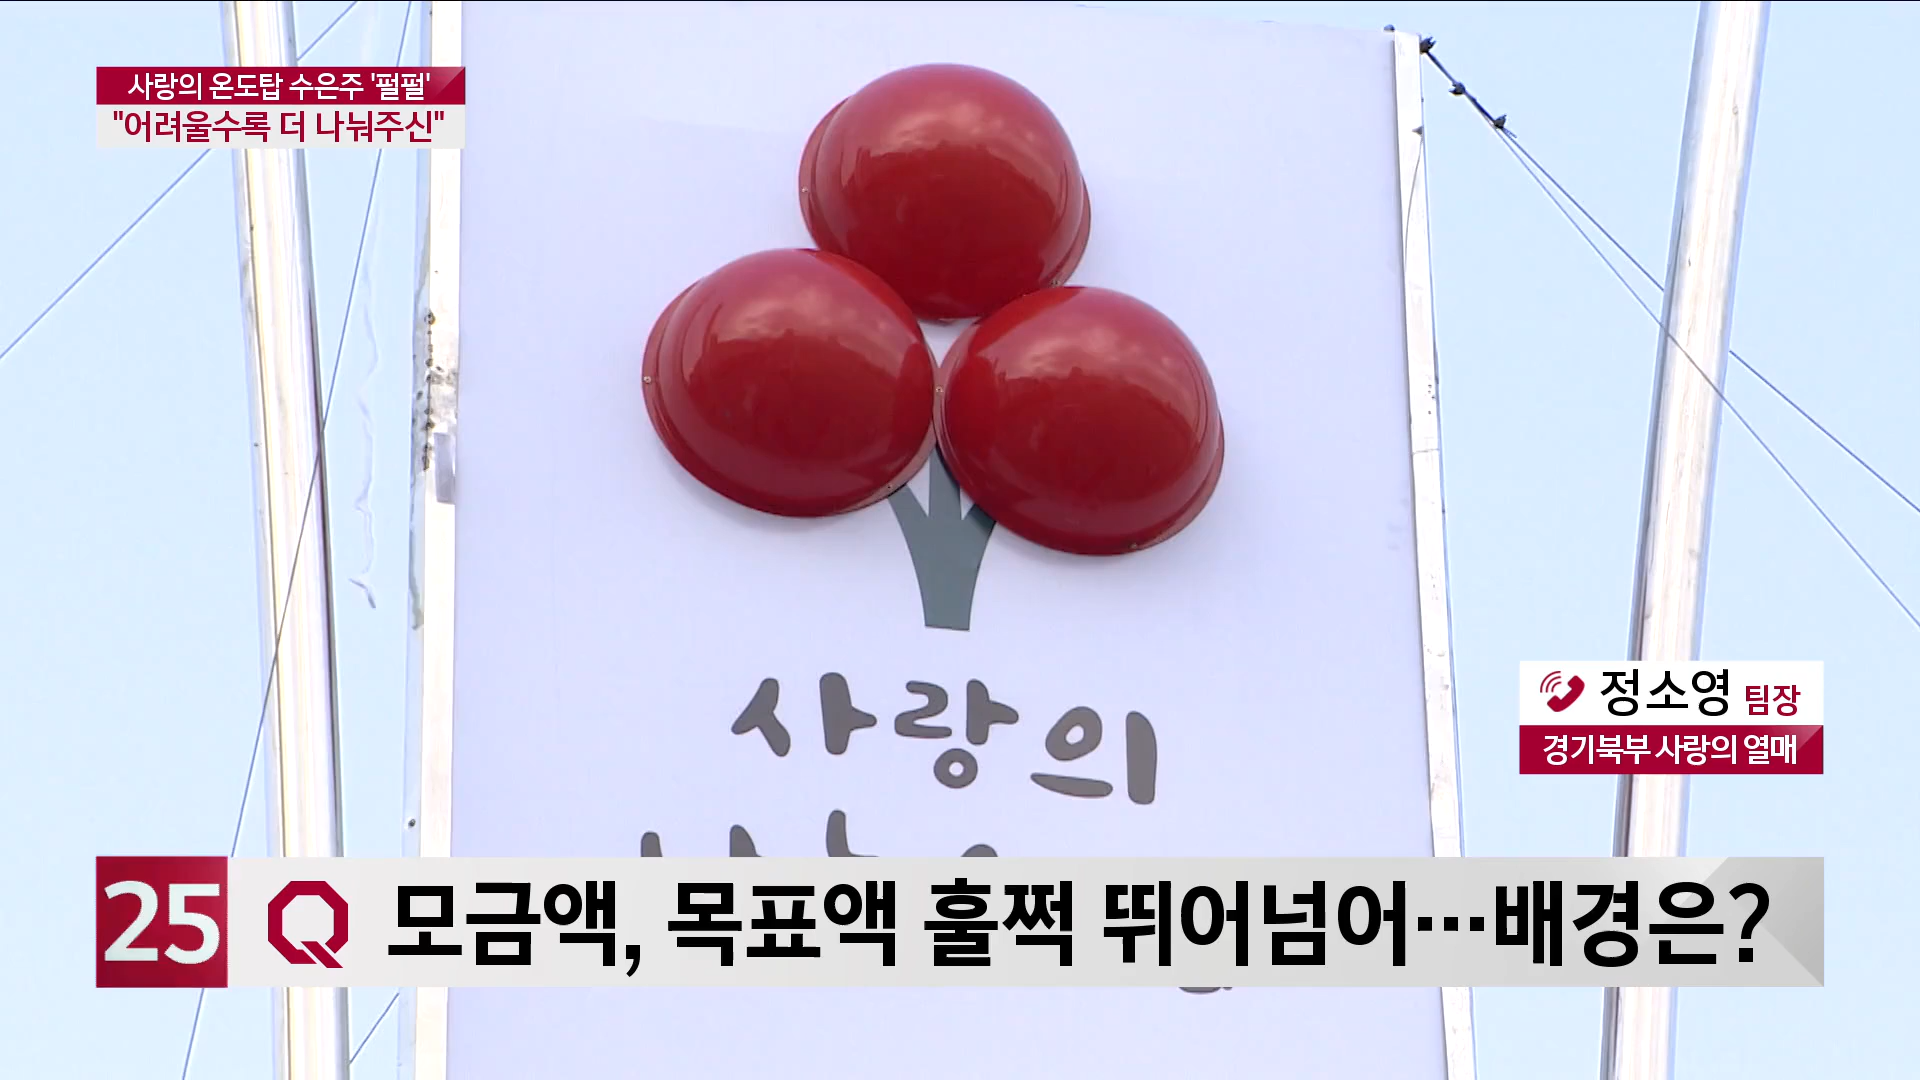 사랑의 온도탑 수은주 '펄펄'
"어려울수록 더 나눠주신"
사랑의
정소영 팀장
경기북부 사랑의 열매
25 Q 모금액, 목표액 훌쩍 뛰어넘어…배경은?